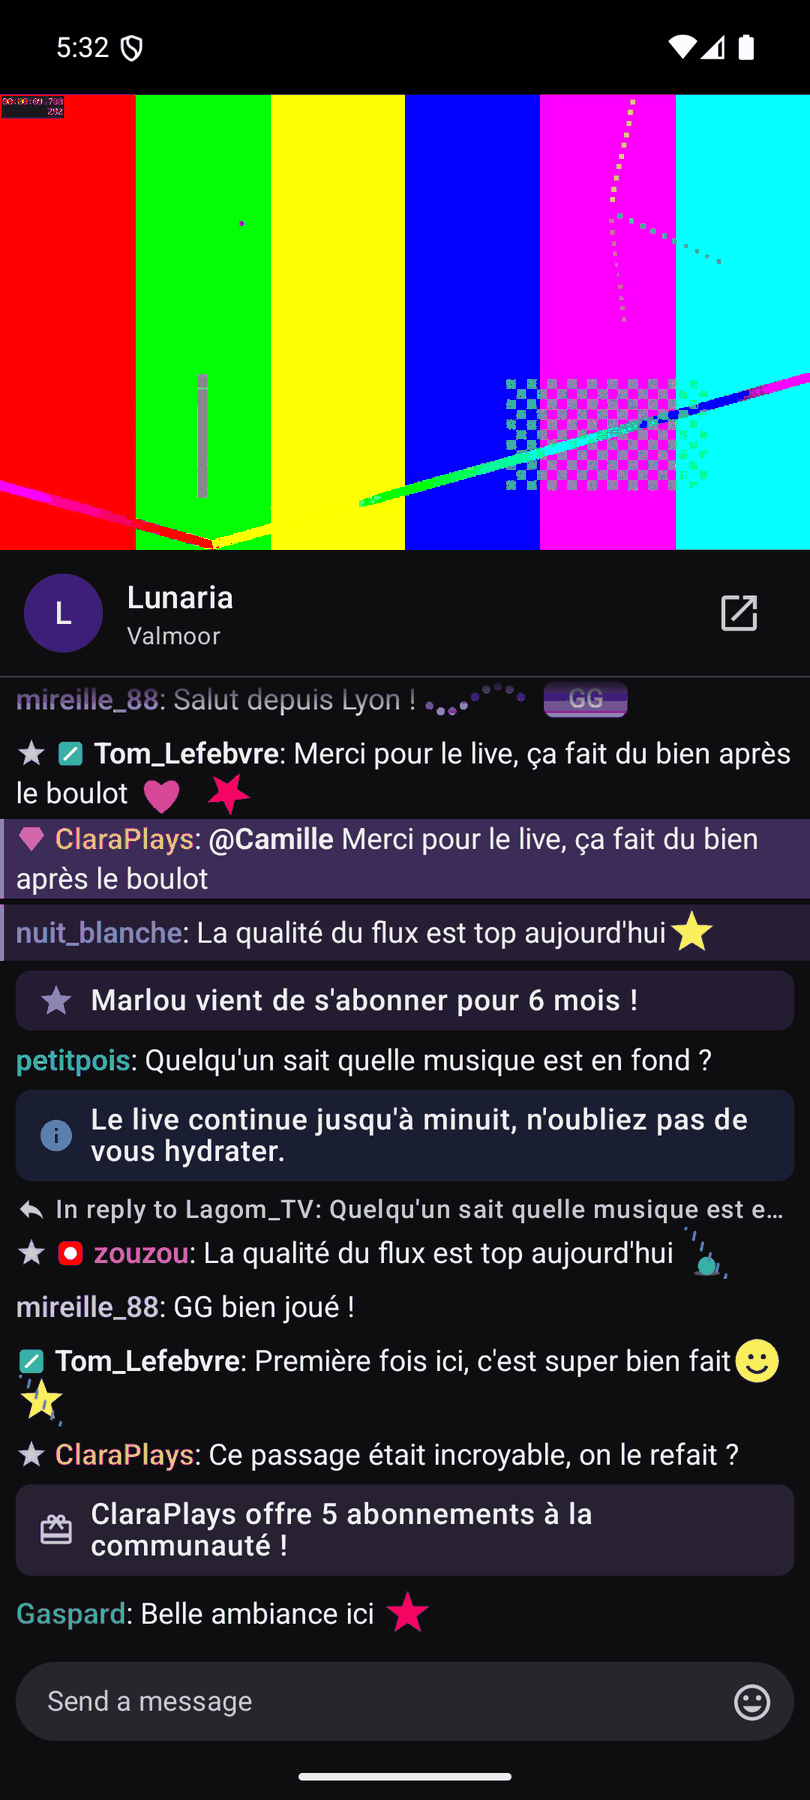 5:32
00:00:09.768
292
L
Lunaria
Valmoor
mireille_88: Salut depuis Lyon ! GG
Tom_Lefebvre: Merci pour le live, ça fait du bien après
le boulot
ClaraPlays: @Camille Merci pour le live, ça fait du bien
après le boulot
nuit_blanche: La qualité du flux est top aujourd'hui
Marlou vient de s'abonner pour 6 mois !
petitpois: Quelqu'un sait quelle musique est en fond ?
Le live continue jusqu'à minuit, n'oubliez pas de
vous hydrater.
In reply to Lagom_TV: Quelqu'un sait quelle musique est e…
zouzou: La qualité du flux est top aujourd'hui
mireille_88: GG bien joué !
Tom_Lefebvre: Première fois ici, c'est super bien fait
ClaraPlays: Ce passage était incroyable, on le refait ?
ClaraPlays offre 5 abonnements à la
communauté !
Gaspard: Belle ambiance ici
Send a message